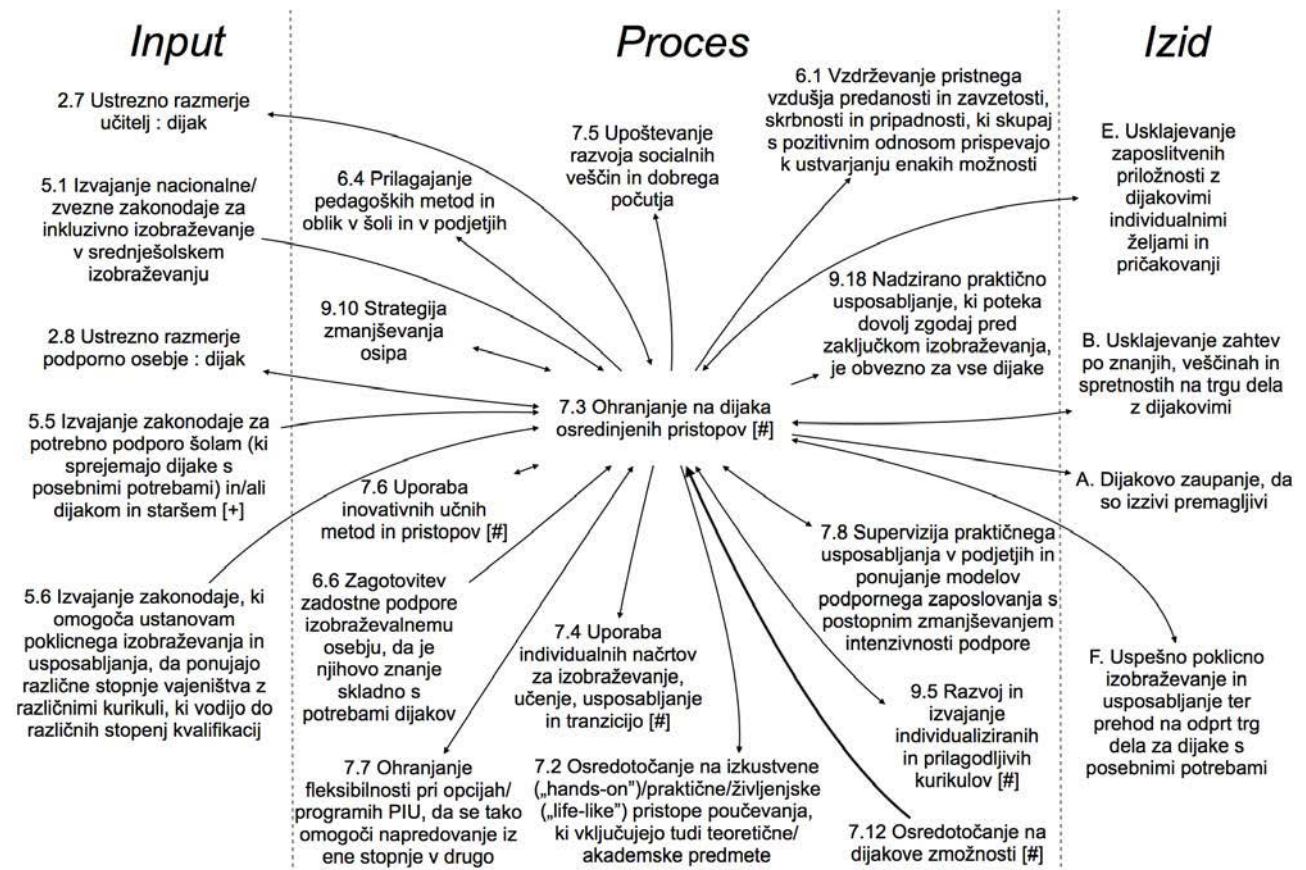 Input
2.7 Ustrezno razmerje
učitelj : dijak
5.1 Izvajanje nacionalne/
zvezne zakonodaje za
inkluzivno izobraževanje
v srednješolskem
izobraževanju
2.8 Ustrezno razmerje
podporno osebje : dijak
5.5 Izvajanje zakonodaje za
potrebno podporo šolam (ki
sprejemajo dijake s
posebnimi potrebami) in/ali
dijakom in staršem [+]
5.6 Izvajanje zakonodaje, ki
omogoča ustanovam
poklicnega izobraževanja in
usposabljanja, da ponujajo
različne stopnje vajeništva z
različnimi kurikuli, ki vodijo do
različnih stopenj kvalifikacij
Proces
6.4 Prilagajanje
pedagoških metod in
oblik v šoli in v podjetjih
7.5 Upoštevanje
razvoja socialnih
veščin in dobrega
počutja
6.1 Vzdrževanje pristnega
vzdušja predanosti in zavzetosti,
skrbnosti in pripadnosti, ki skupaj
s pozitivnim odnosom prispevajo
k ustvarjanju enakih možnosti
9.10 Strategija
zmanjševanja
osipa
9.18 Nadzirano praktično
usposabljanje, ki poteka
dovolj zgodaj pred
zaključkom izobraževanja,
je obvezno za vse dijake
7.3 Ohranjanje na dijaka
osredinjenih pristopov [#]
7.6 Uporaba
inovativnih učnih
metod in pristopov [#]
6.6 Zagotovitev
zadostne podpore
izobraževalnemu
osebju, da je
njihovo znanje
skladno s
potrebami dijakov
7.4 Uporaba
individualnih načrtov
za izobraževanje,
učenje, usposabljanje
in tranzicijo [#]
7.8 Supervizija praktičnega
usposabljanja v podjetjih in
ponujanje modelov
podpornega zaposlovanja s
postopnim zmanjševanjem
intenzivnosti podpore
9.5 Razvoj in
izvajanje
individualiziranih
in prilagodljivih
kurikulov [#]
7.7 Ohranjanje
fleksibilnosti pri opcijah/
programih PIU, da se tako
omogoči napredovanje iz
ene stopnje v drugo
7.2 Osredotočanje na izkustvene
(„hands-on”)/praktične/življenjske
(„life-like”) pristope poučevanja,
ki vključujejo tudi teoretične/
akademske predmete
7.12 Osredotočanje na
dijakove zmožnosti [#]
Izid
E. Usklajevanje
zaposlitvenih
priložnosti z
dijakovimi
individualnimi
željami in
pričakovanji
B. Usklajevanje zahtev
po znanjih, veščinah in
spretnostih na trgu dela
z dijakovimi
A. Dijakovo zaupanje, da
so izzivi premagljivi
F. Uspešno poklicno
izobraževanje in
usposabljanje ter
prehod na odprt trg
dela za dijake s
posebnimi potrebami